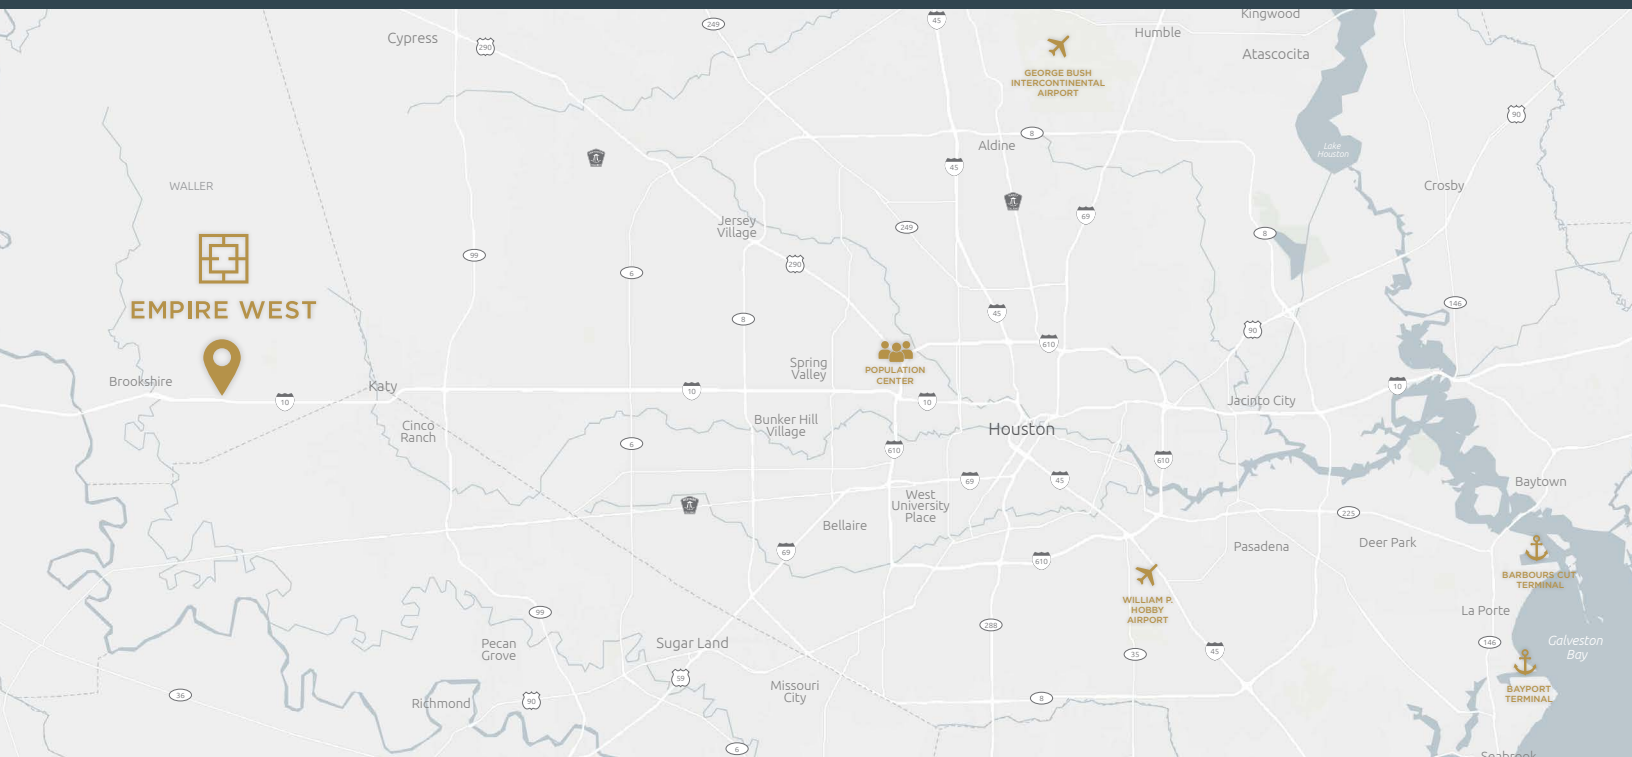 Kingwood
45
249
Humble
Cypress
290
Atascocita
GEORGE BUSH
INTERCONTINENTAL
AIRPORT
90
8
Aldine
Lake
Houston
45
WALLER
Crosby
69
Jersey
Village
249
8
99
290
6
EMPIRE WEST
146
45
8
90
610
Spring
Valley
POPULATION
CENTER
Brookshire
Katy
10
10
10
10
Jacinto City
Cinco
Ranch
Bunker Hill
Village
Houston
6
610
610
69
45
Baytown
West
University
Place
225
Bellaire
Pasadena
Deer Park
69
610
BARBOURS CUT
TERMINAL
WILLIAM P.
HOBBY
AIRPORT
99
La Porte
288
Pecan
Grove
Sugar Land
146
Galveston
Bay
35
45
59
Missouri
City
36
Richmond
90
8
BAYPORT
TERMINAL
6
Seabrook